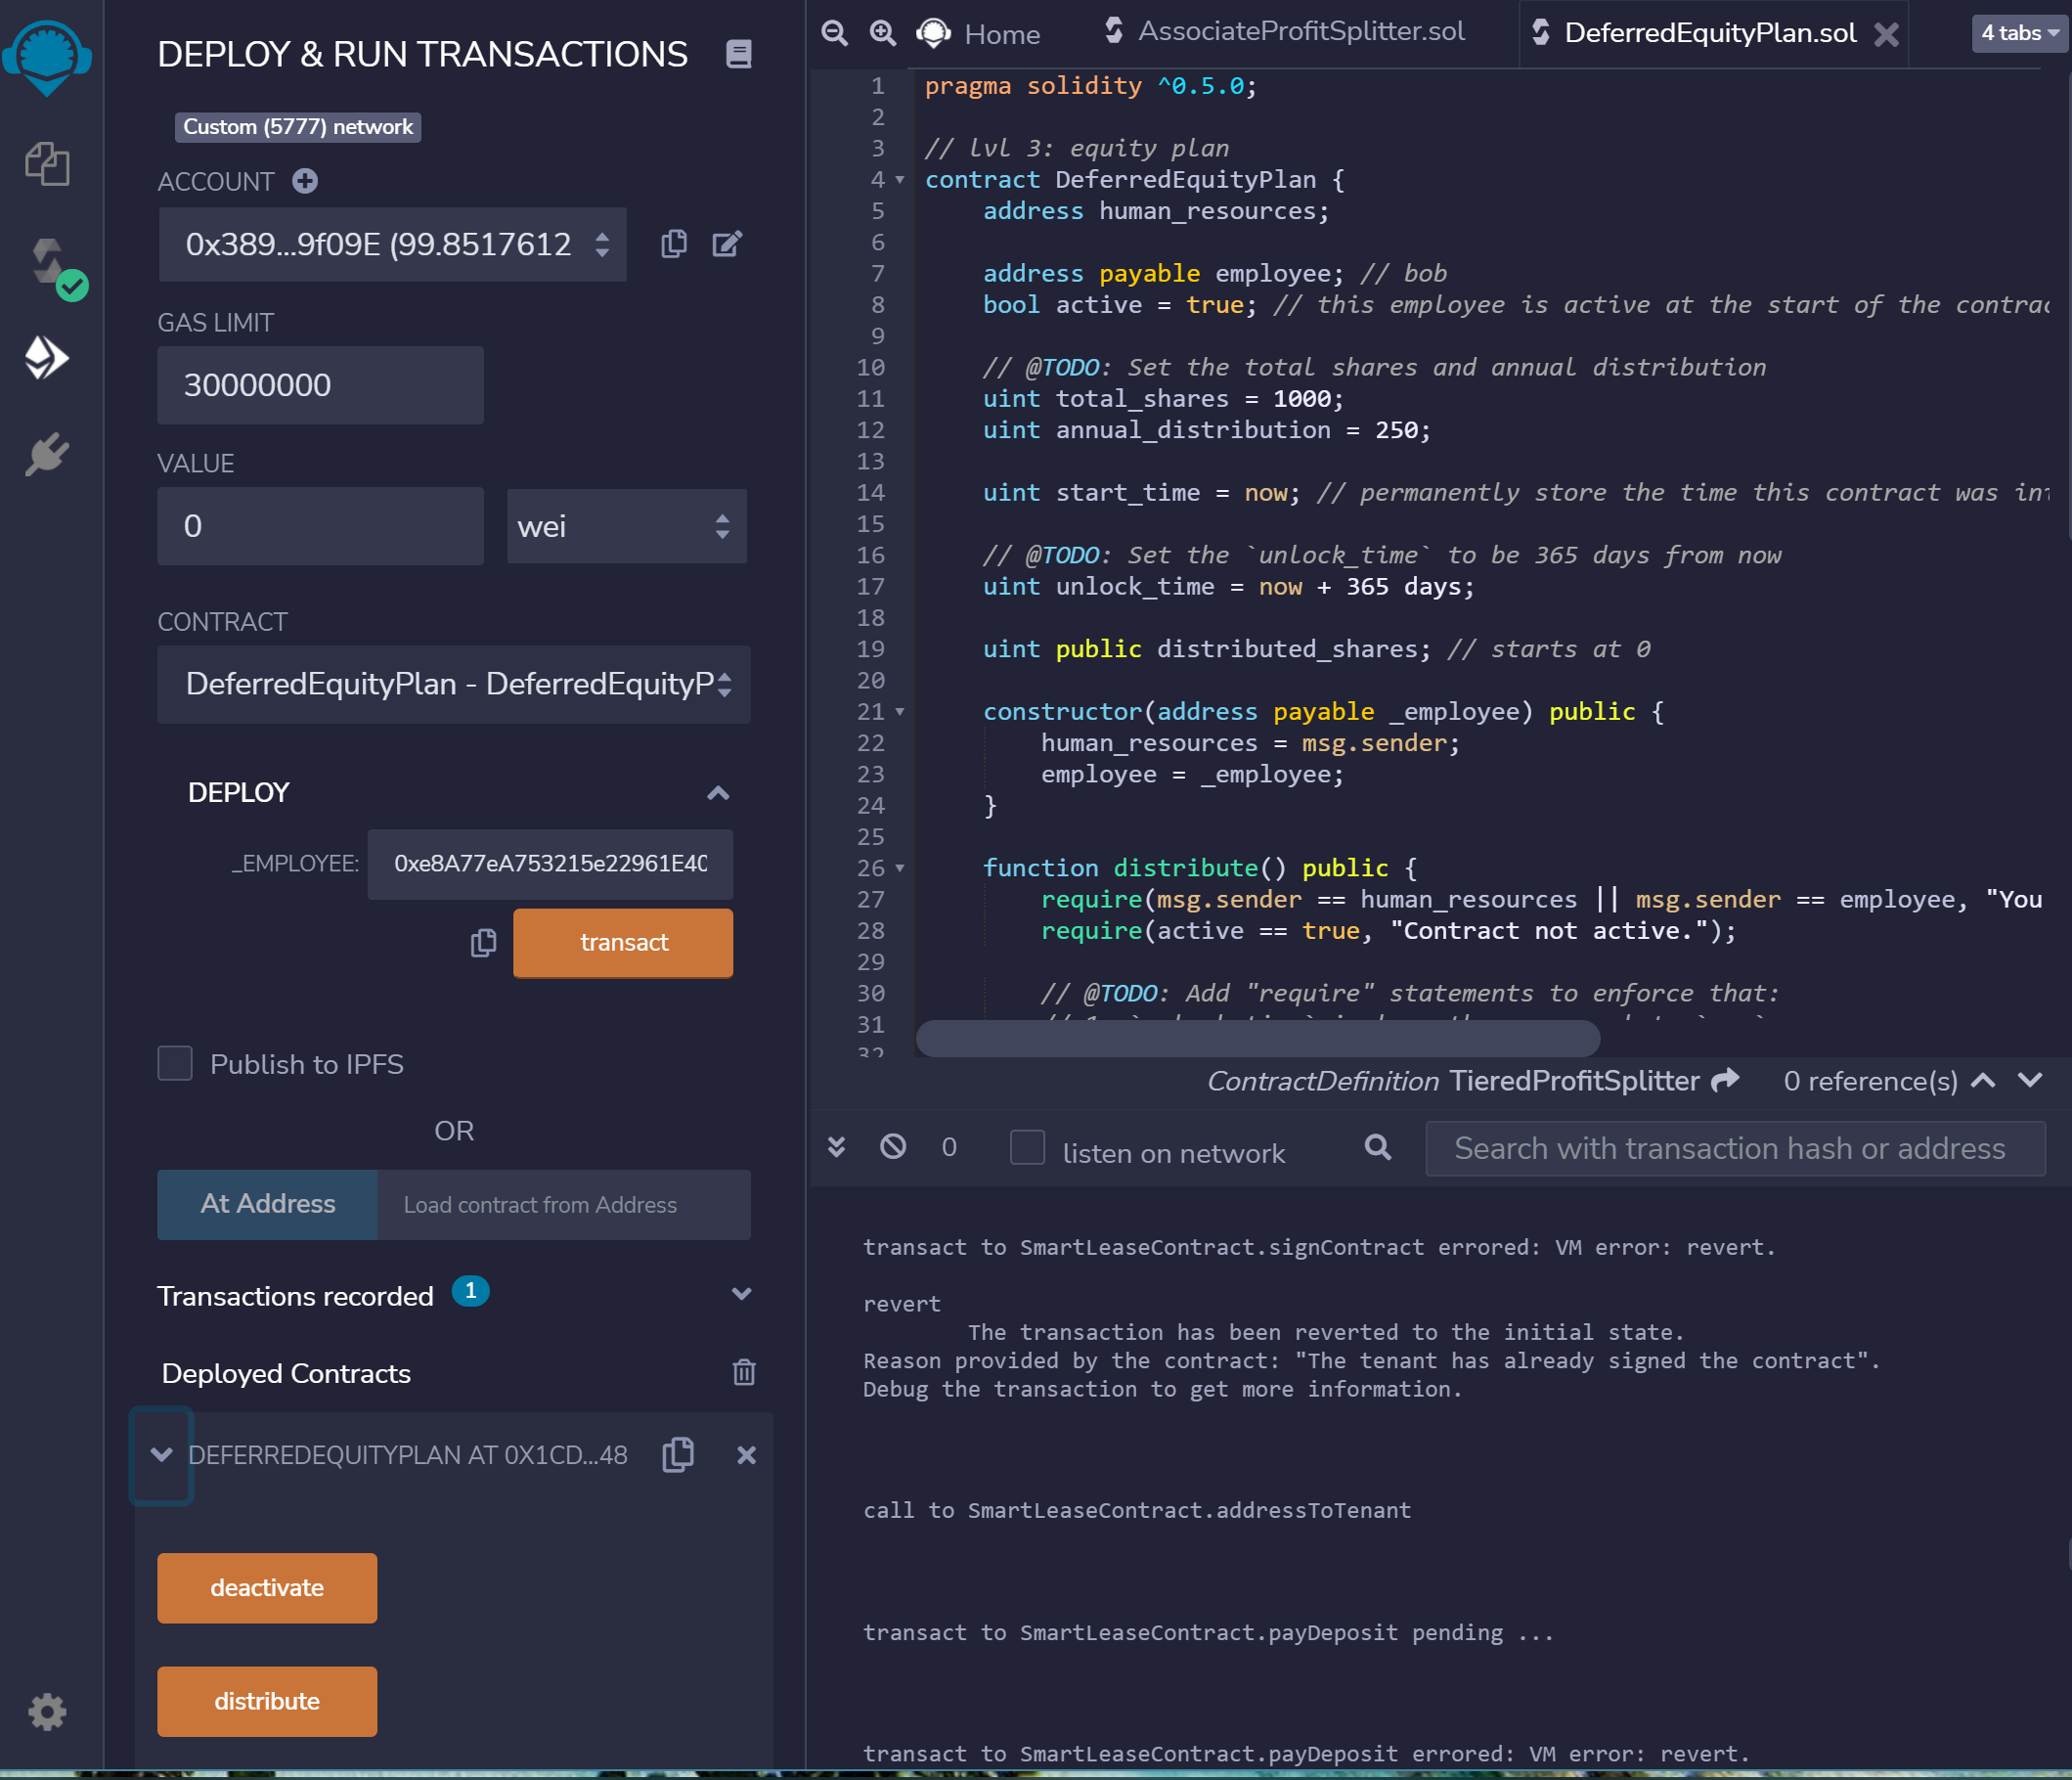 DEPLOY & RUN TRANSACTIONS
Custom (5777) network
ACCOUNT
0x389...9f09E (99.8517612
GAS LIMIT
30000000
VALUE
0
wei
CONTRACT
DeferredEquityPlan - DeferredEquityP
DEPLOY
_EMPLOYEE:
0xe8A77eA753215e22961E40
transact
Publish to IPFS
OR
At Address
Load contract from Address
Transactions recorded 1
Deployed Contracts
DEFERREDEQUITYPLAN AT 0X1CD...48
deactivate
distribute
Home
AssociateProfitSplitter.sol
DeferredEquityPlan.sol
4 tabs
1 pragma solidity ^0.5.0;
2
3 // lvl 3: equity plan
4 contract DeferredEquityPlan {
5 address human_resources;
6
7 address payable employee; // bob
8 bool active = true; // this employee is active at the start of the contrac
9
10 // @TODO: Set the total shares and annual distribution
11 uint total_shares = 1000;
12 uint annual_distribution = 250;
13
14 uint start_time = now; // permanently store the time this contract was ini
15
16 // @TODO: Set the `unlock_time` to be 365 days from now
17 uint unlock_time = now + 365 days;
18
19 uint public distributed_shares; // starts at 0
20
21 constructor(address payable _employee) public {
22 human_resources = msg.sender;
23 employee = _employee;
24 }
25
26 function distribute() public {
27 require(msg.sender == human_resources || msg.sender == employee, "You
28 require(active == true, "Contract not active.");
29
30 // @TODO: Add "require" statements to enforce that:
31
32
ContractDefinition TieredProfitSplitter
0 reference(s)
0
listen on network
Search with transaction hash or address
transact to SmartLeaseContract.signContract errored: VM error: revert.
revert
The transaction has been reverted to the initial state.
Reason provided by the contract: "The tenant has already signed the contract".
Debug the transaction to get more information.
call to SmartLeaseContract.addressToTenant
transact to SmartLeaseContract.payDeposit pending ...
transact to SmartLeaseContract.payDeposit errored: VM error: revert.